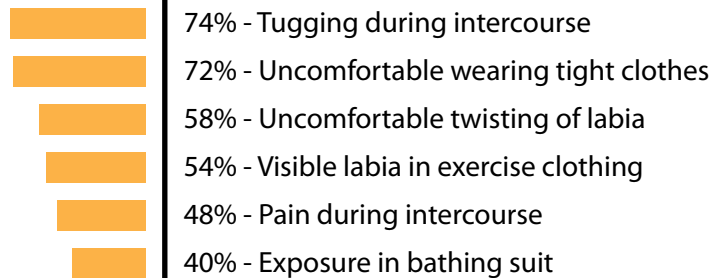 74% - Tugging during intercourse
72% - Uncomfortable wearing tight clothes
58% - Uncomfortable twisting of labia
54% - Visible labia in exercise clothing
48% - Pain during intercourse
40% - Exposure in bathing suit